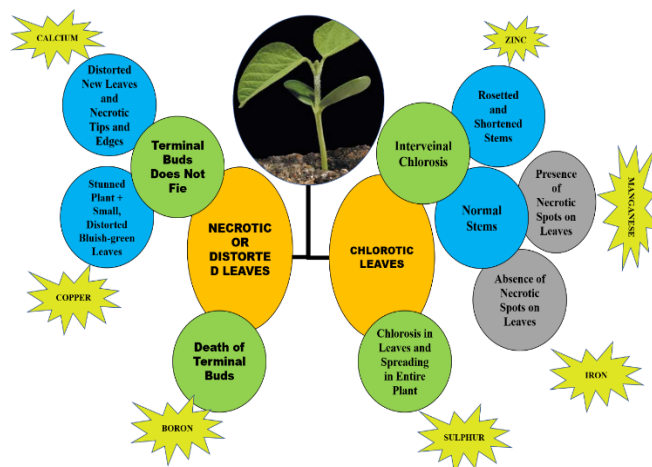 CALCIUM
Distorted
New Leaves
and
Necrotic
Tips and
Edges
Terminal
Buds
Does Not
Fie
Stunned
Plant +
Small,
Distorted
Bluish-green
Leaves
COPPER
NECROTIC
OR
DISTORTE
D LEAVES
Death of
Terminal
Buds
BORON
ZINC
Rosetted
and
Shortened
Stems
Interveinal
Chlorosis
Presence
of
Necrotic
Spots on
Leaves
MANGANESE
Normal
Stems
CHLOROTIC
LEAVES
Absence of
Necrotic
Spots on
Leaves
IRON
Chlorosis in
Leaves and
Spreading
in Entire
Plant
SULPHUR